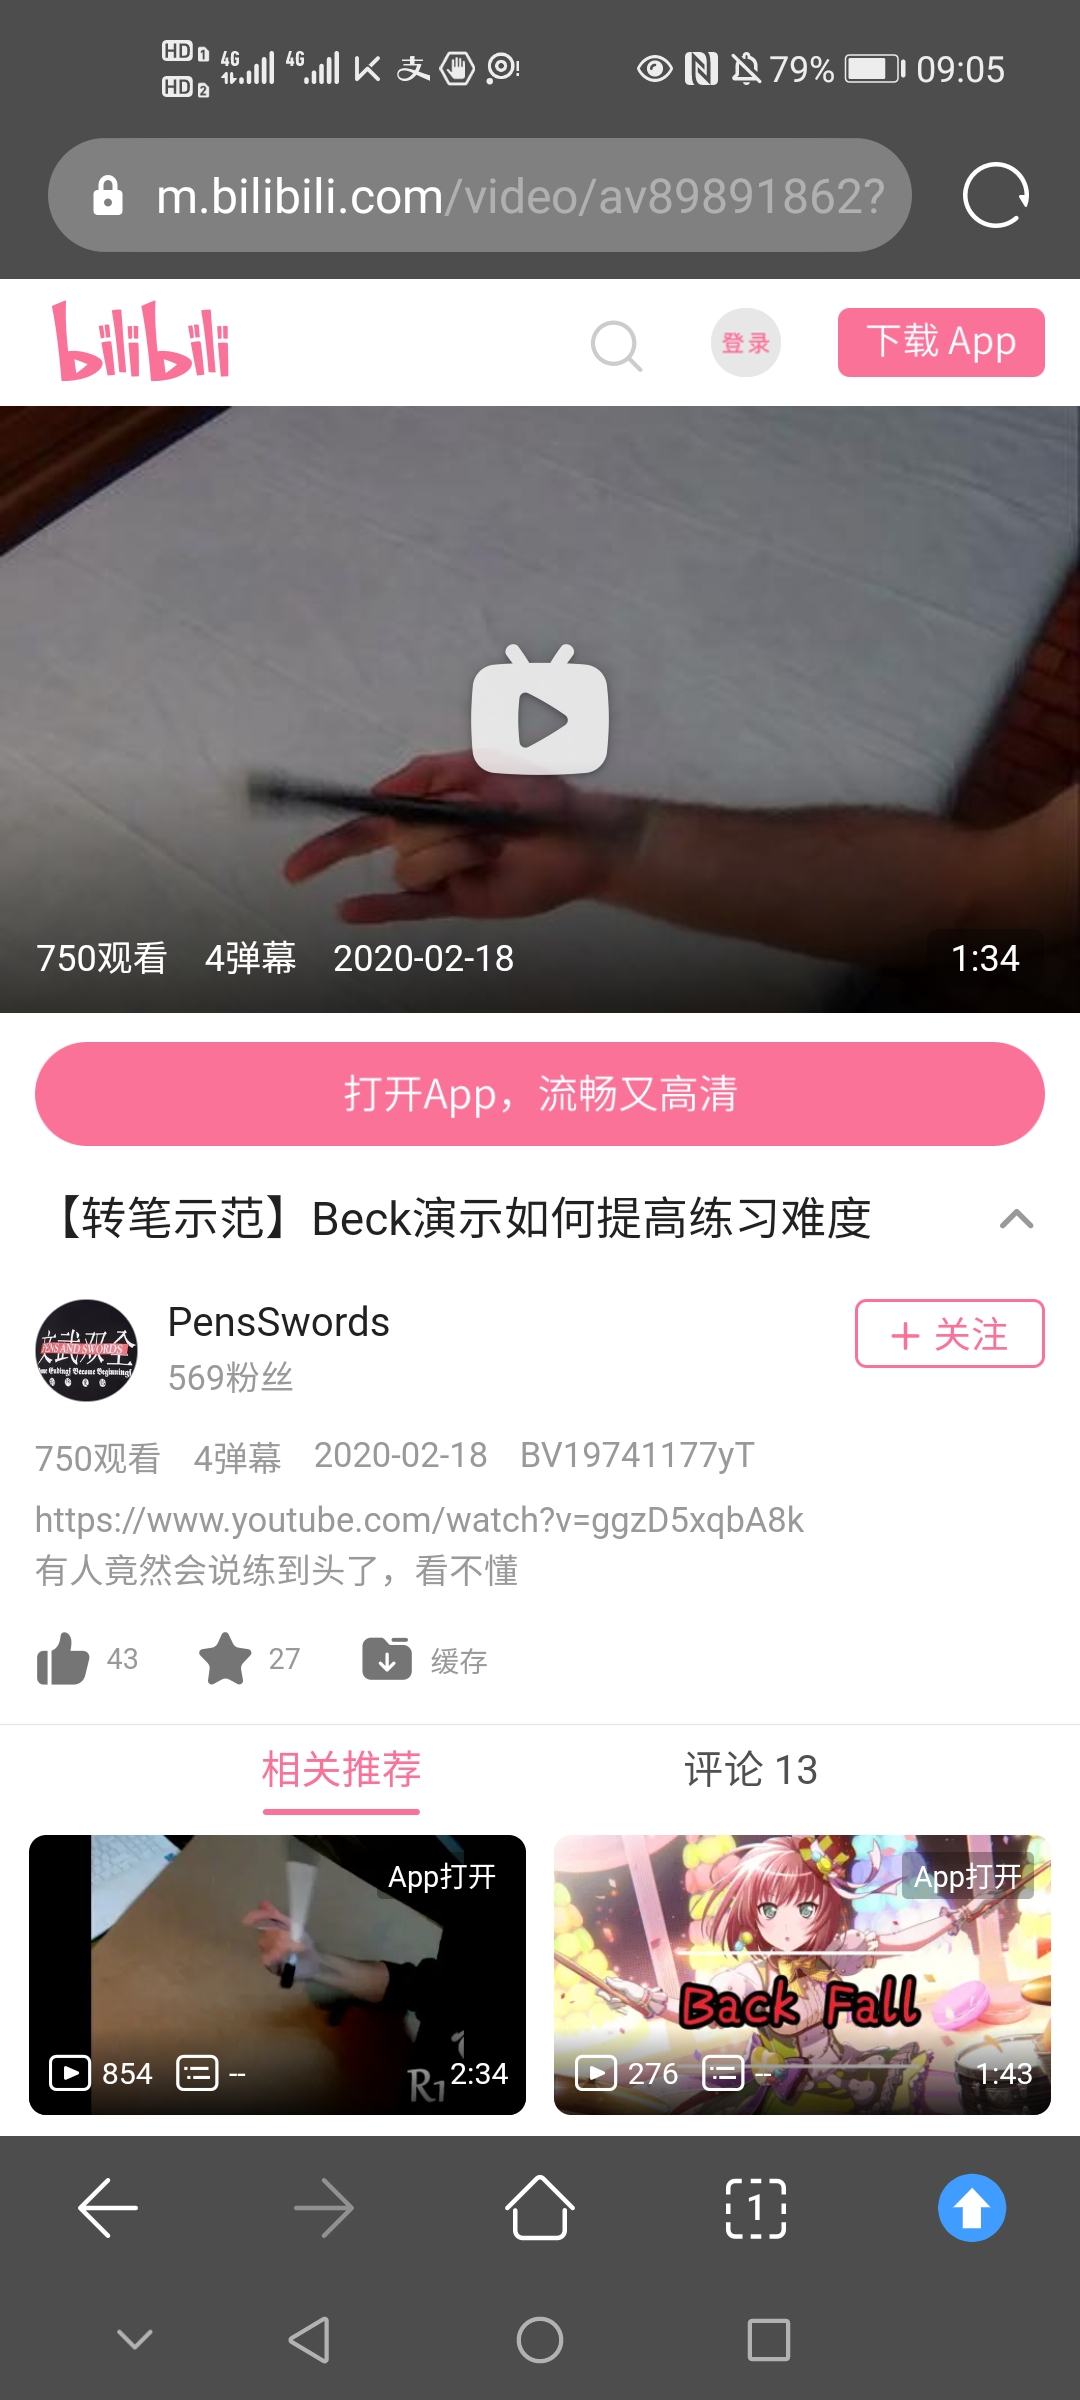 HD 1 4G 4G 79% 09:05
HD 2
m.bilibili.com/video/av89891862?
bilibili 登录 下载 App
750观看 4弹幕 2020-02-18 1:34
打开App，流畅又高清
【转笔示范】Beck演示如何提高练习难度
PensSwords
+ 关注
569粉丝
750观看 4弹幕 2020-02-18 BV19741177yT
https://www.youtube.com/watch?v=ggzD5xqbA8k
有人竟然会说练到头了，看不懂
43 27 缓存
相关推荐 评论 13
App打开 App打开
Back Fall
854 -- 2:34 276 -- 1:43
1